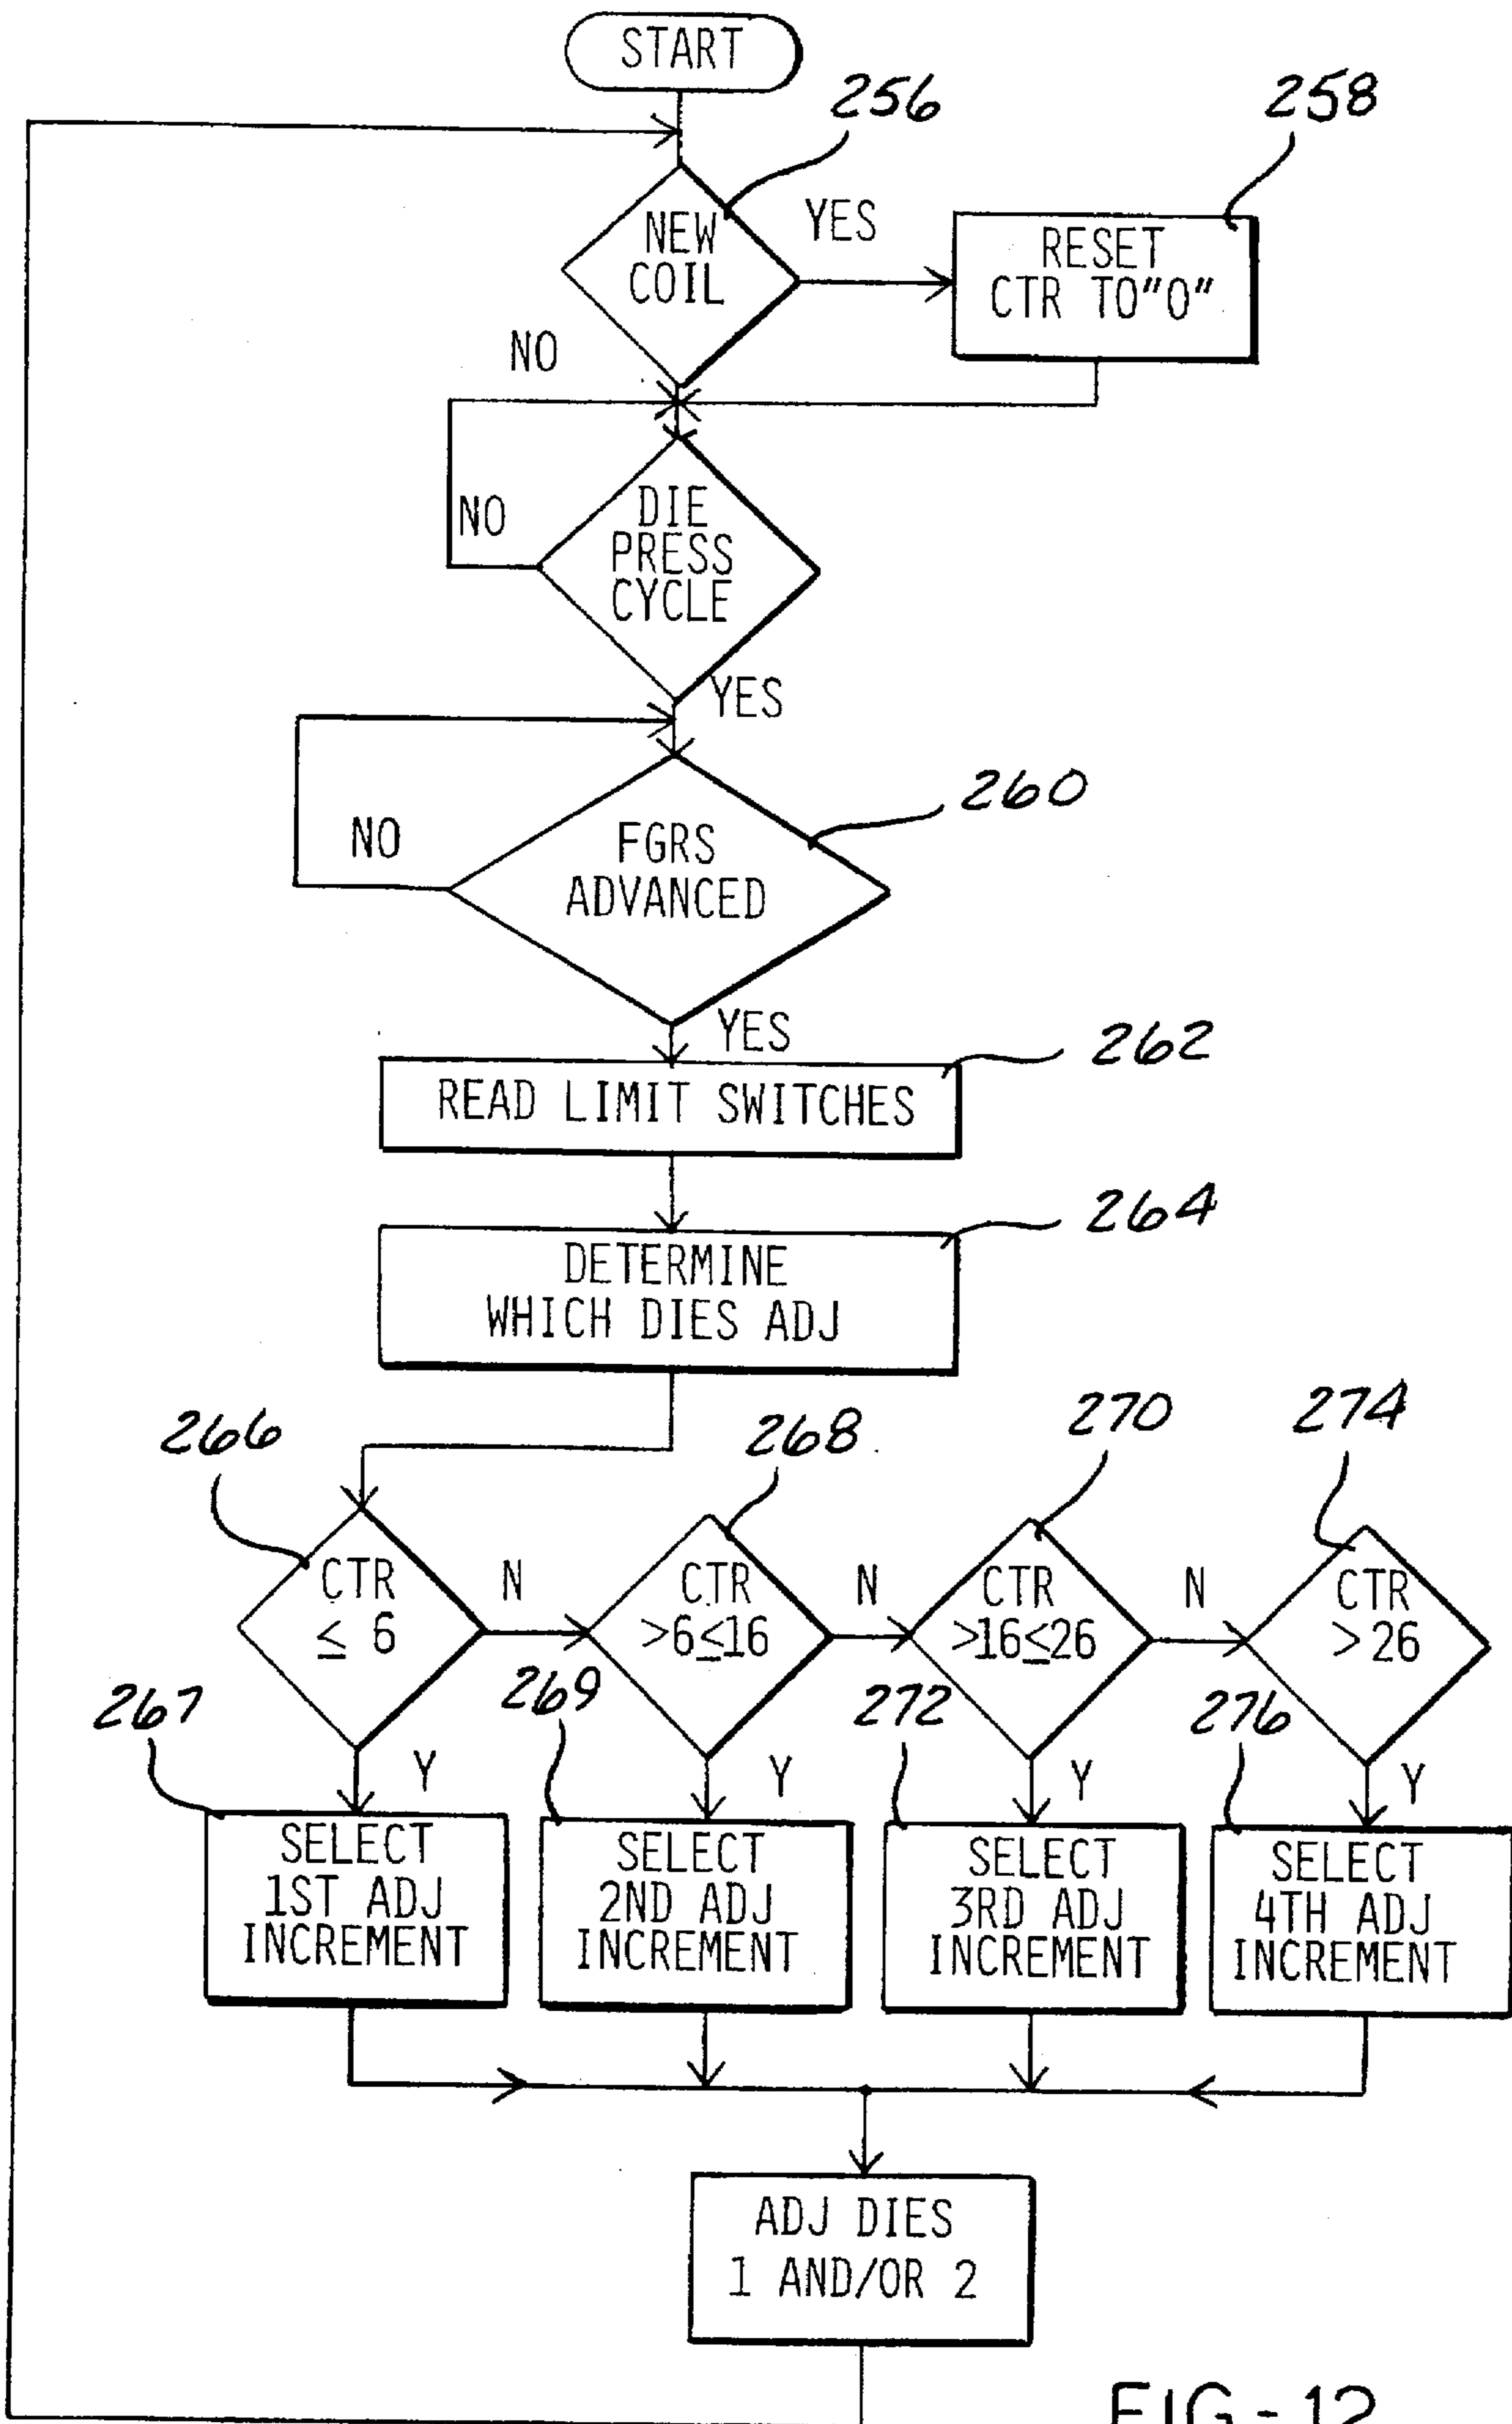 START
256
258
NEW
COIL
YES
RESET
CTR TO"O"
NO
DIE
PRESS
CYCLE
NO
YES
260
FGRS
ADVANCED
NO
YES
262
READ LIMIT SWITCHES
264
DETERMINE
WHICH DIES ADJ
266
268
270
274
CTR
≤ 6
N
CTR
>6≤16
N
CTR
>16≤26
N
CTR
>26
267
269
272
276
Y
Y
Y
Y
SELECT
1ST ADJ
INCREMENT
SELECT
2ND ADJ
INCREMENT
SELECT
3RD ADJ
INCREMENT
SELECT
4TH ADJ
INCREMENT
ADJ DIES
1 AND/OR 2
FIG-12